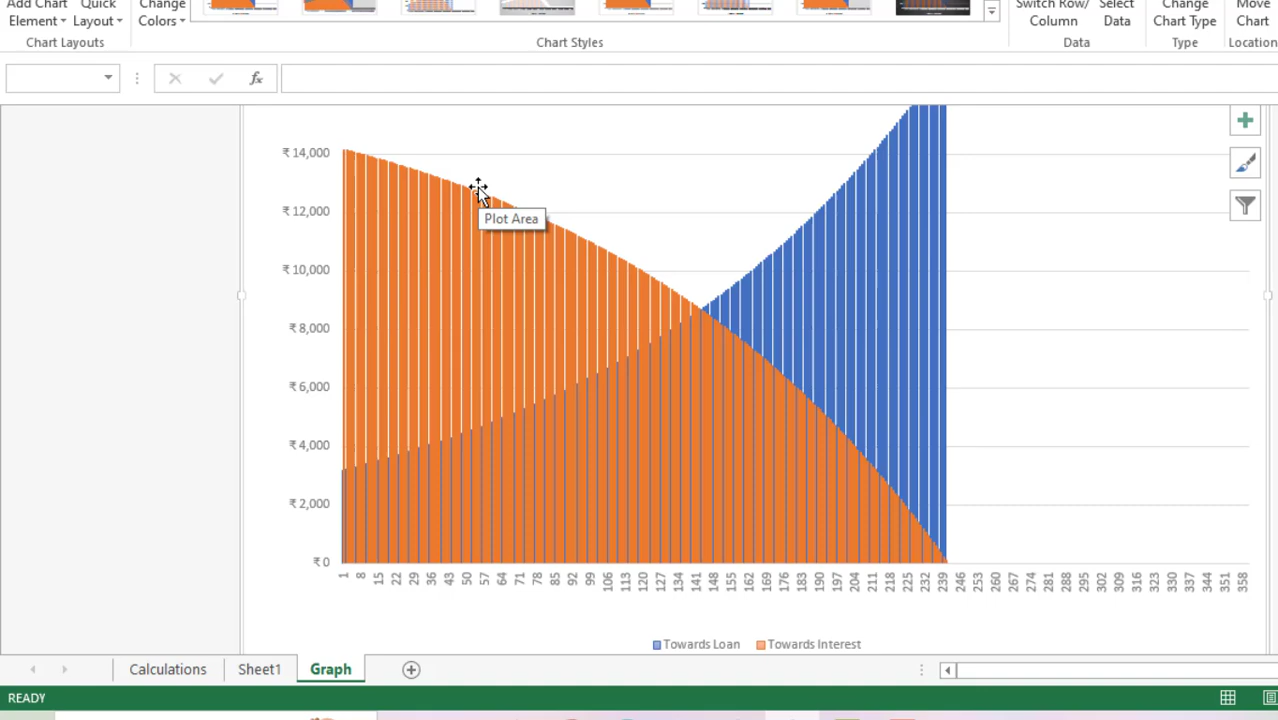 Add Chart Quick Change Switch Row/ Select Change Move
Element Layout Colors Column Data Chart Type Chart
Chart Layouts Chart Styles Data Type Location
fx
₹ 14,000
Plot Area
₹ 12,000
₹ 10,000
₹ 8,000
₹ 6,000
₹ 4,000
₹ 2,000
₹ 0
1 8 15 22 29 36 43 50 57 64 71 78 85 92 99 106 113 120 127 134 141 148 155 162 169 176 183 190 197 204 211 218 225 232 239 246 253 260 267 274 281 288 295 302 309 316 323 330 337 344 351 358
Towards Loan Towards Interest
Calculations Sheet1 Graph
READY